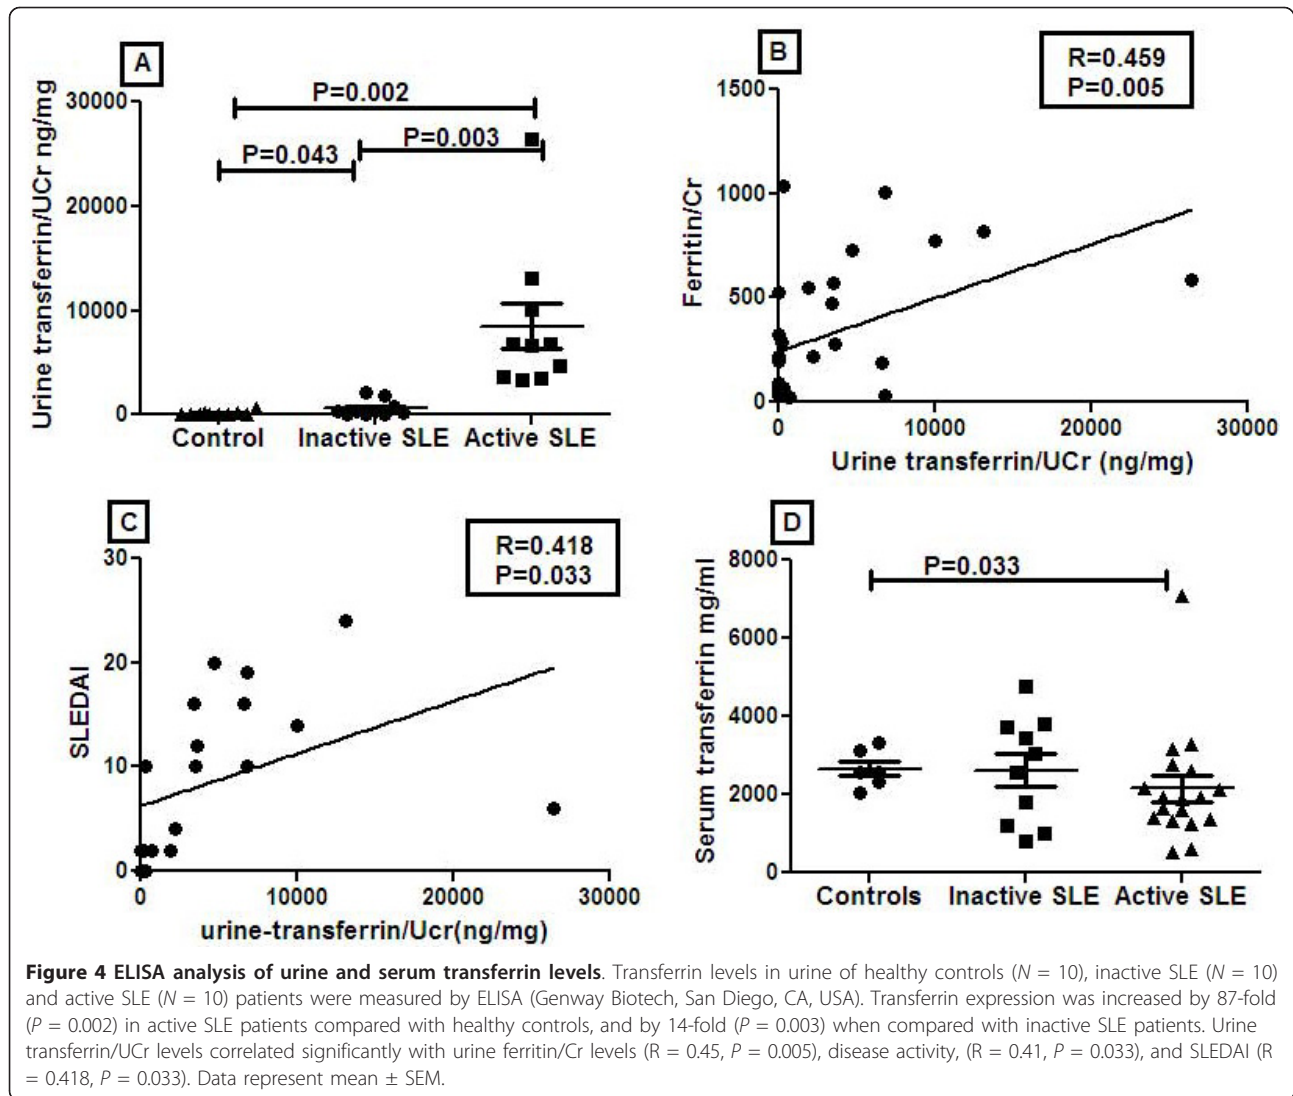 A
Urine transferrin/UCr ng/mg
30000
20000
10000
0
P=0.002
P=0.003
P=0.043
Control
Inactive SLE
Active SLE
B
R=0.459
P=0.005
Ferritin/Cr
1500
1000
500
0
0
10000
20000
30000
Urine transferrin/UCr (ng/mg)
C
R=0.418
P=0.033
SLEDAI
30
20
10
0
0
10000
20000
30000
urine-transferrin/Ucr(ng/mg)
D
Serum transferrin mg/ml
8000
6000
4000
2000
0
P=0.033
Controls
Inactive SLE
Active SLE
Figure 4 ELISA analysis of urine and serum transferrin levels. Transferrin levels in urine of healthy controls (N = 10), inactive SLE (N = 10)
and active SLE (N = 10) patients were measured by ELISA (Genway Biotech, San Diego, CA, USA). Transferrin expression was increased by 87-fold
(P = 0.002) in active SLE patients compared with healthy controls, and by 14-fold (P = 0.003) when compared with inactive SLE patients. Urine
transferrin/UCr levels correlated significantly with urine ferritin/Cr levels (R = 0.45, P = 0.005), disease activity, (R = 0.41, P = 0.033), and SLEDAI (R
= 0.418, P = 0.033). Data represent mean ± SEM.